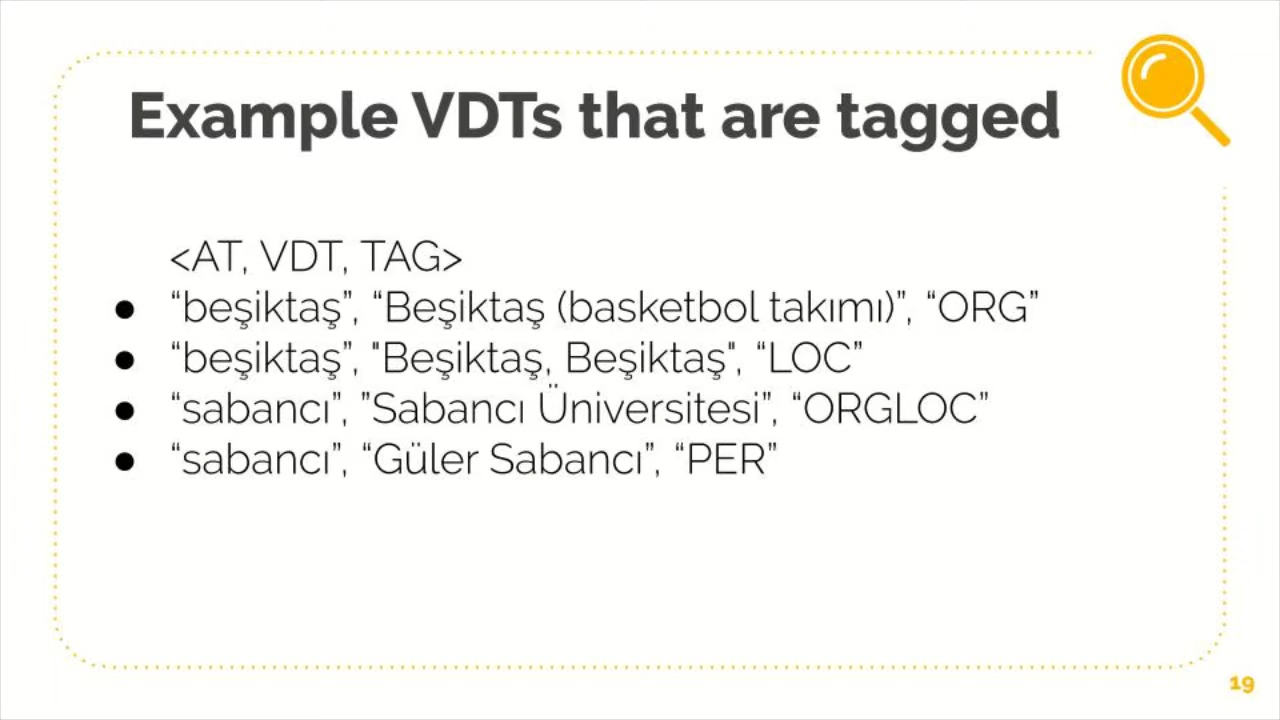 Example VDTs that are tagged
<AT, VDT, TAG>
● “beşiktaş”, “Beşiktaş (basketbol takımı)”, “ORG”
● “beşiktaş”, "Beşiktaş, Beşiktaş", “LOC”
● “sabancı”, ”Sabancı Üniversitesi”, “ORGLOC”
● “sabancı”, “Güler Sabancı”, “PER”
19